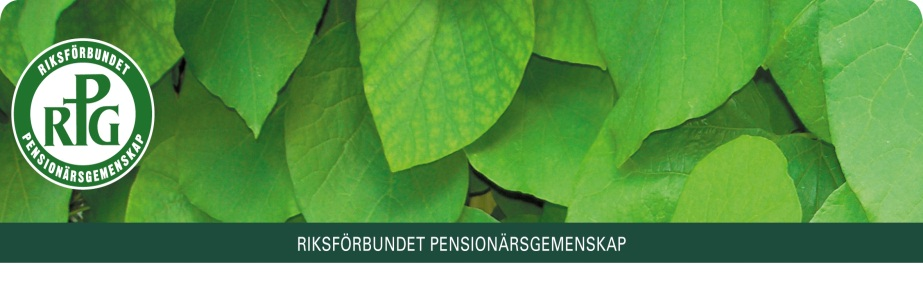 RIKSFÖRBUNDET
RPG
PENSIONÄRSGEMENSKAP
RIKSFÖRBUNDET PENSIONÄRSGEMENSKAP